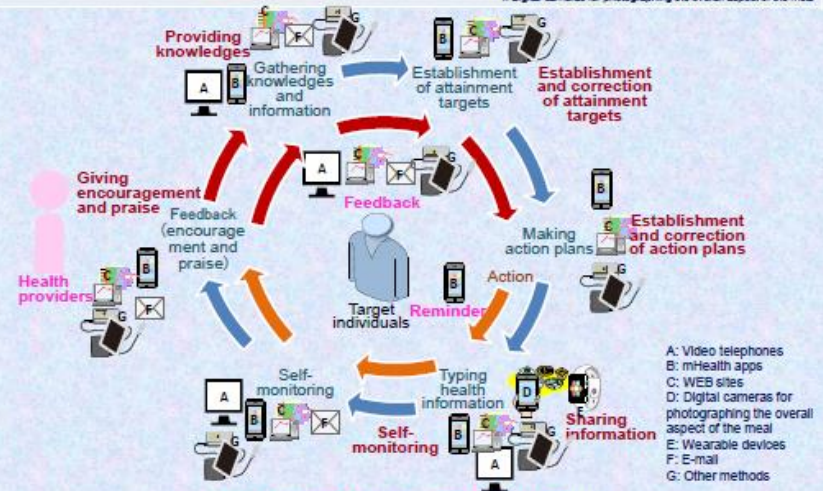 Providing
knowledges
Gathering
knowledges
and
information
A
B
C
F
G
Establishment
of attainment
targets
B
C
G
Establishment
and correction
of attainment
targets
A
C
F
G
Feedback
Giving
encouragement
and praise
Feedback
(encourage
ment and
praise)
Health
providers
C
B
F
G
Target
individuals
Reminder
B
Making
action plans
B
C
G
Establishment
and correction
of action plans
Action
Self-
monitoring
A
B
C
F
G
Self-
monitoring
Typing
health
information
B
C
G
A
D
E
Sharing
information
A: Video telephones
B: mHealth apps
C: WEB sites
D: Digital cameras for
photographing the overall
aspect of the meal
E: Wearable devices
F: E-mail
G: Other methods